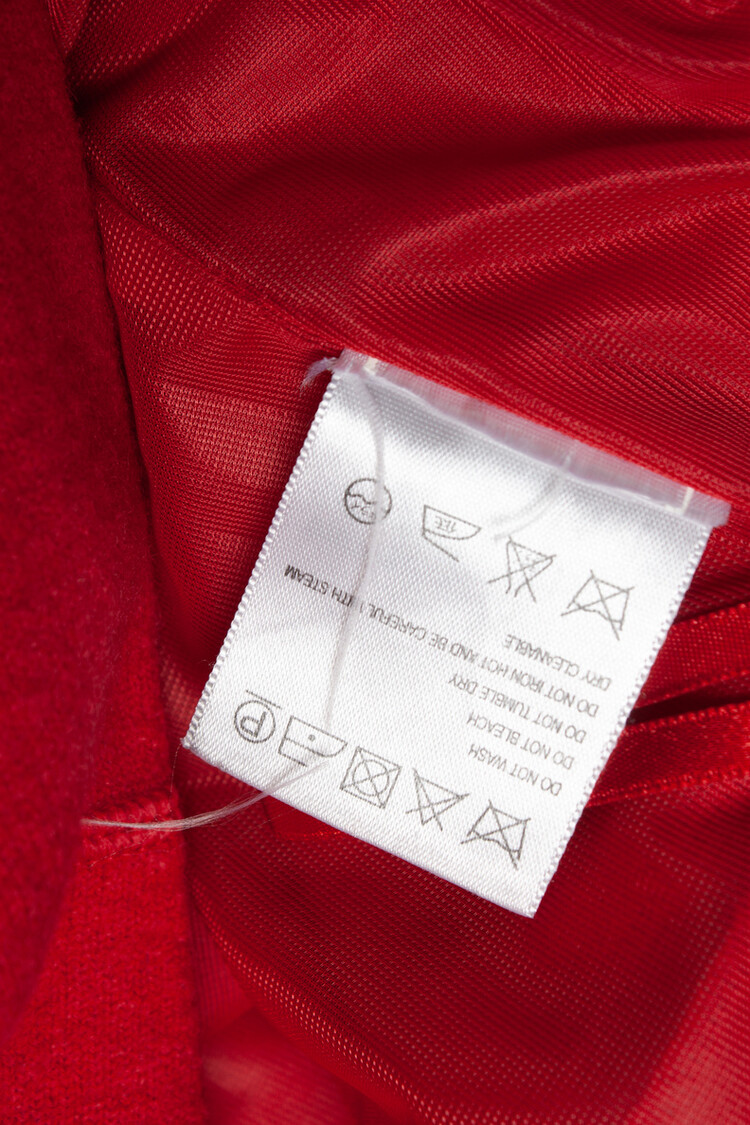 P
DO NOT WASH
DO NOT BLEACH
DO NOT TUMBLE DRY
DO NOT IRON HOT AND BE CAREFUL WITH STEAM
DRY CLEANABLE